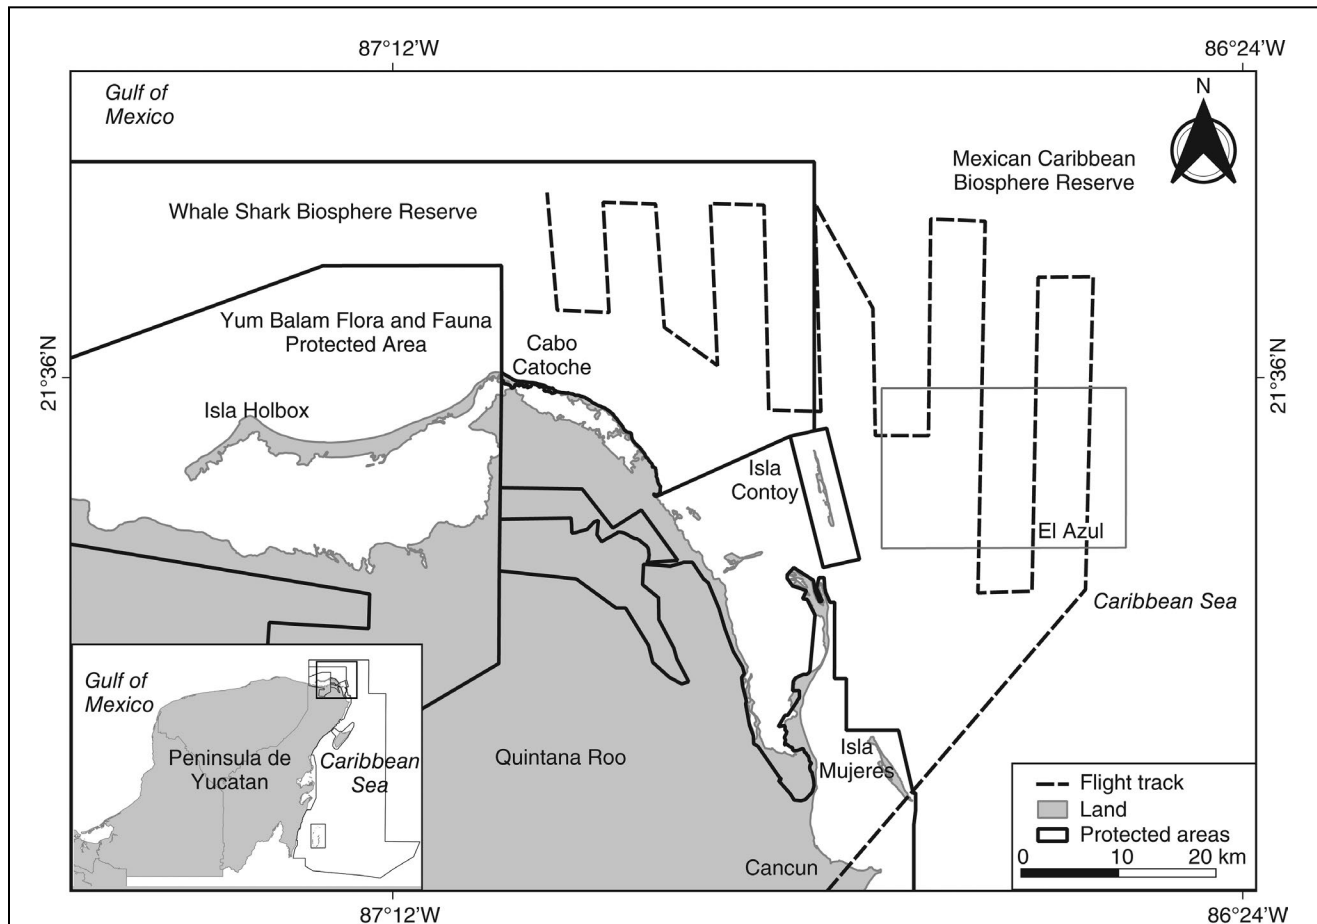 87°12'W
86°24'W
Gulf of
Mexico
N
Mexican Caribbean
Biosphere Reserve
Whale Shark Biosphere Reserve
Yum Balam Flora and Fauna
Protected Area
Cabo
Catoche
21°36'N
21°36'N
Isla Holbox
Isla
Contoy
El Azul
Caribbean Sea
Gulf of
Mexico
Peninsula de
Yucatan
Caribbean
Sea
Quintana Roo
Isla
Mujeres
Cancun
Flight track
Land
Protected areas
0 10 20 km
87°12'W
86°24'W